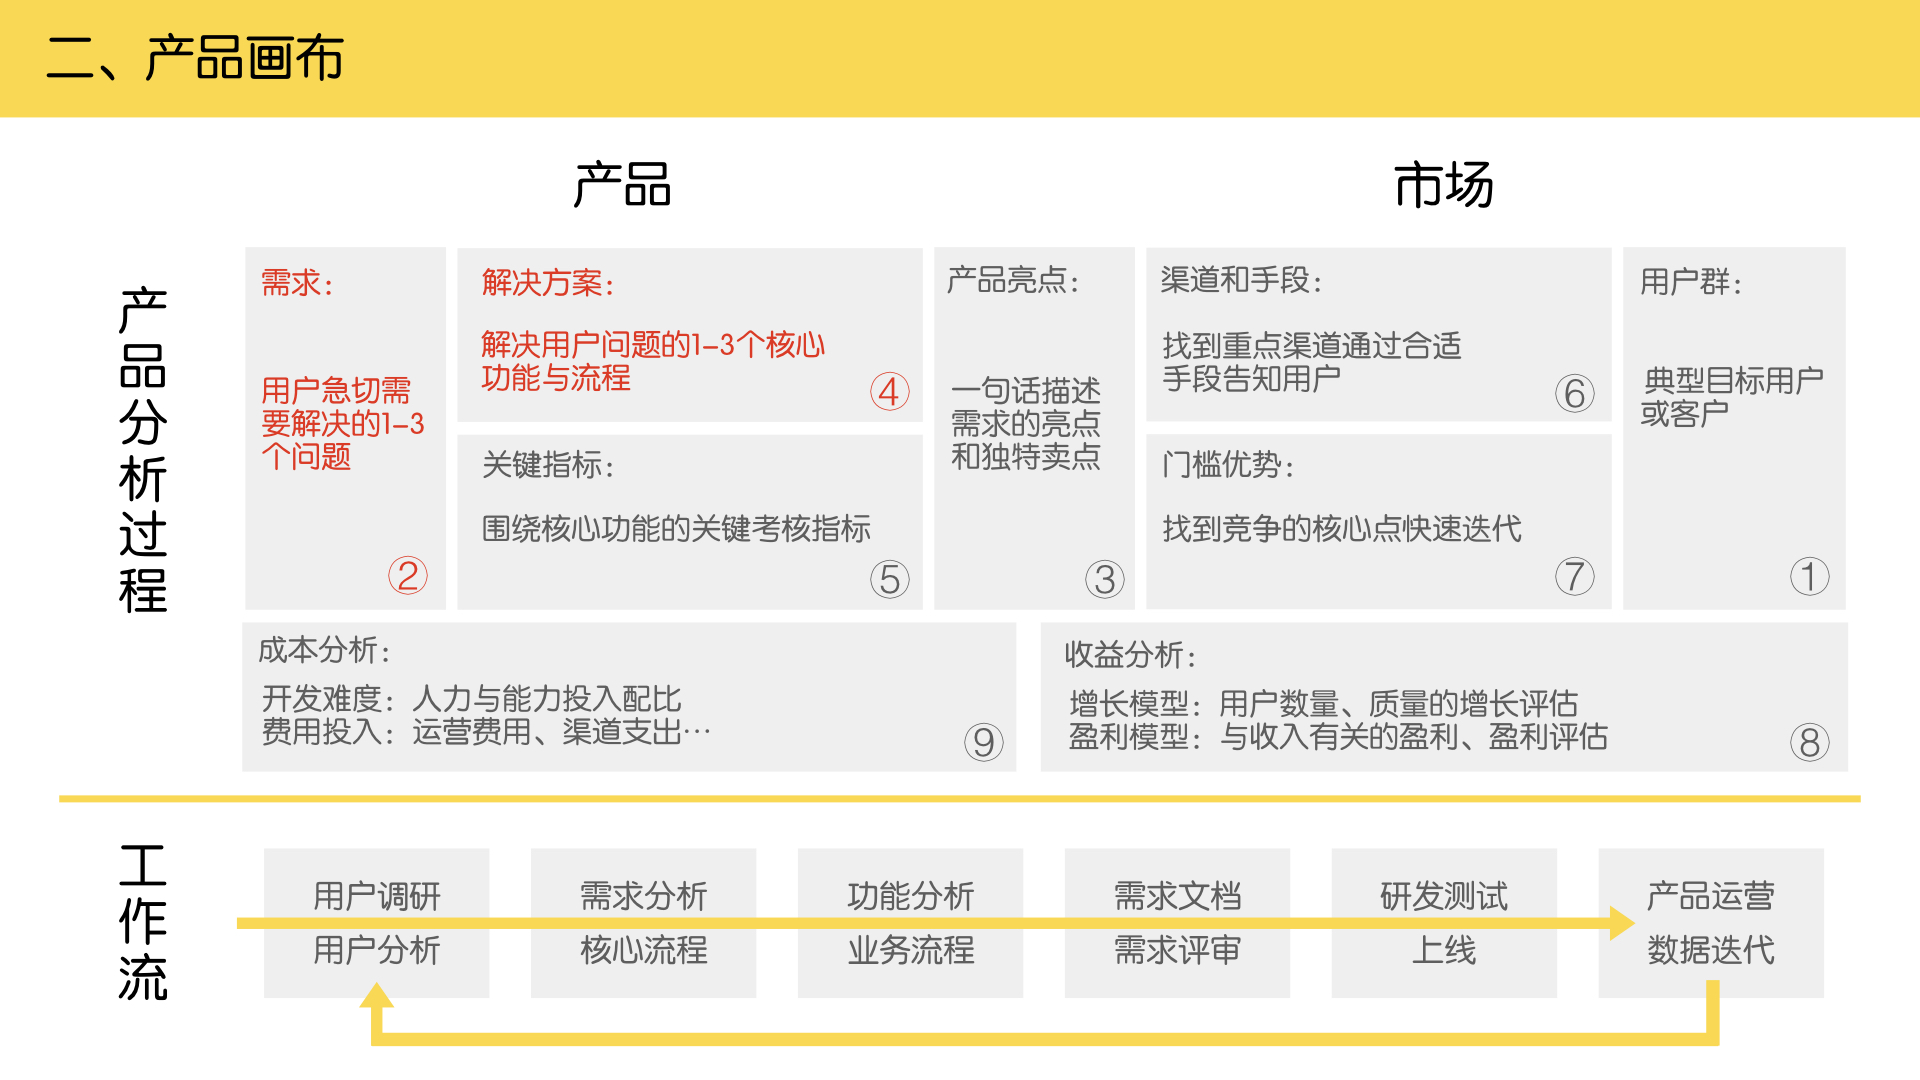 二、产品画布
产品
市场
产品分析过程
需求：
用户急切需
要解决的1-3
个问题
②
解决方案：
解决用户问题的1-3个核心
功能与流程
④
关键指标：
围绕核心功能的关键考核指标
⑤
产品亮点：
一句话描述
需求的亮点
和独特卖点
③
渠道和手段：
找到重点渠道通过合适
手段告知用户
⑥
门槛优势：
找到竞争的核心点快速迭代
⑦
用户群：
典型目标用户
或客户
①
成本分析：
开发难度：人力与能力投入配比
费用投入：运营费用、渠道支出…
⑨
收益分析：
增长模型：用户数量、质量的增长评估
盈利模型：与收入有关的盈利、盈利评估
⑧
工作流
用户调研
用户分析
需求分析
核心流程
功能分析
业务流程
需求文档
需求评审
研发测试
上线
产品运营
数据迭代